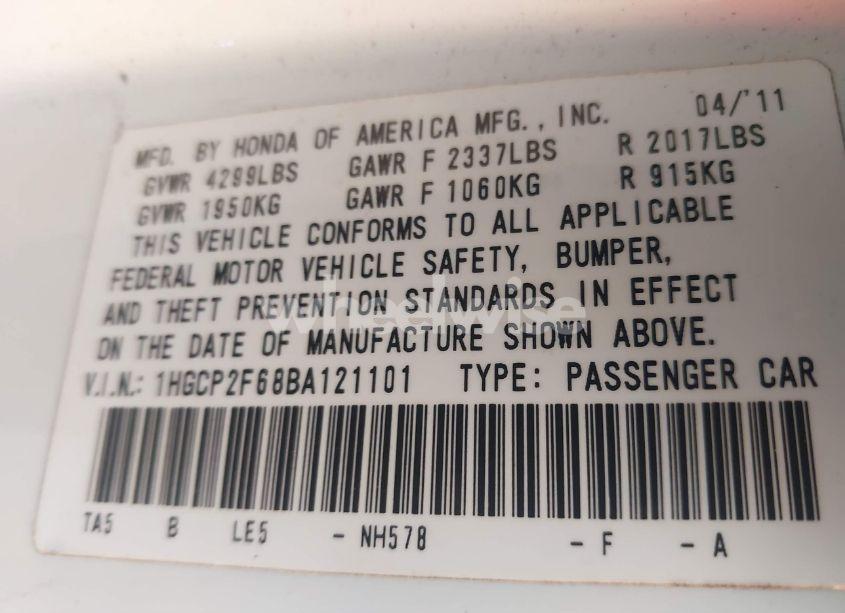 MFD. BY HONDA OF AMERICA MFG., INC. 04/'11
GVWR 4299LBS GAWR F 2337LBS R 2017LBS
GVWR 1950KG GAWR F 1060KG R 915KG
THIS VEHICLE CONFORMS TO ALL APPLICABLE
FEDERAL MOTOR VEHICLE SAFETY, BUMPER,
AND THEFT PREVENTION STANDARDS IN EFFECT
ON THE DATE OF MANUFACTURE SHOWN ABOVE.
V.I.N.: 1HGCP2F68BA121101 TYPE: PASSENGER CAR
TA5 B LE5 - NH578 - F - A
wheelwise